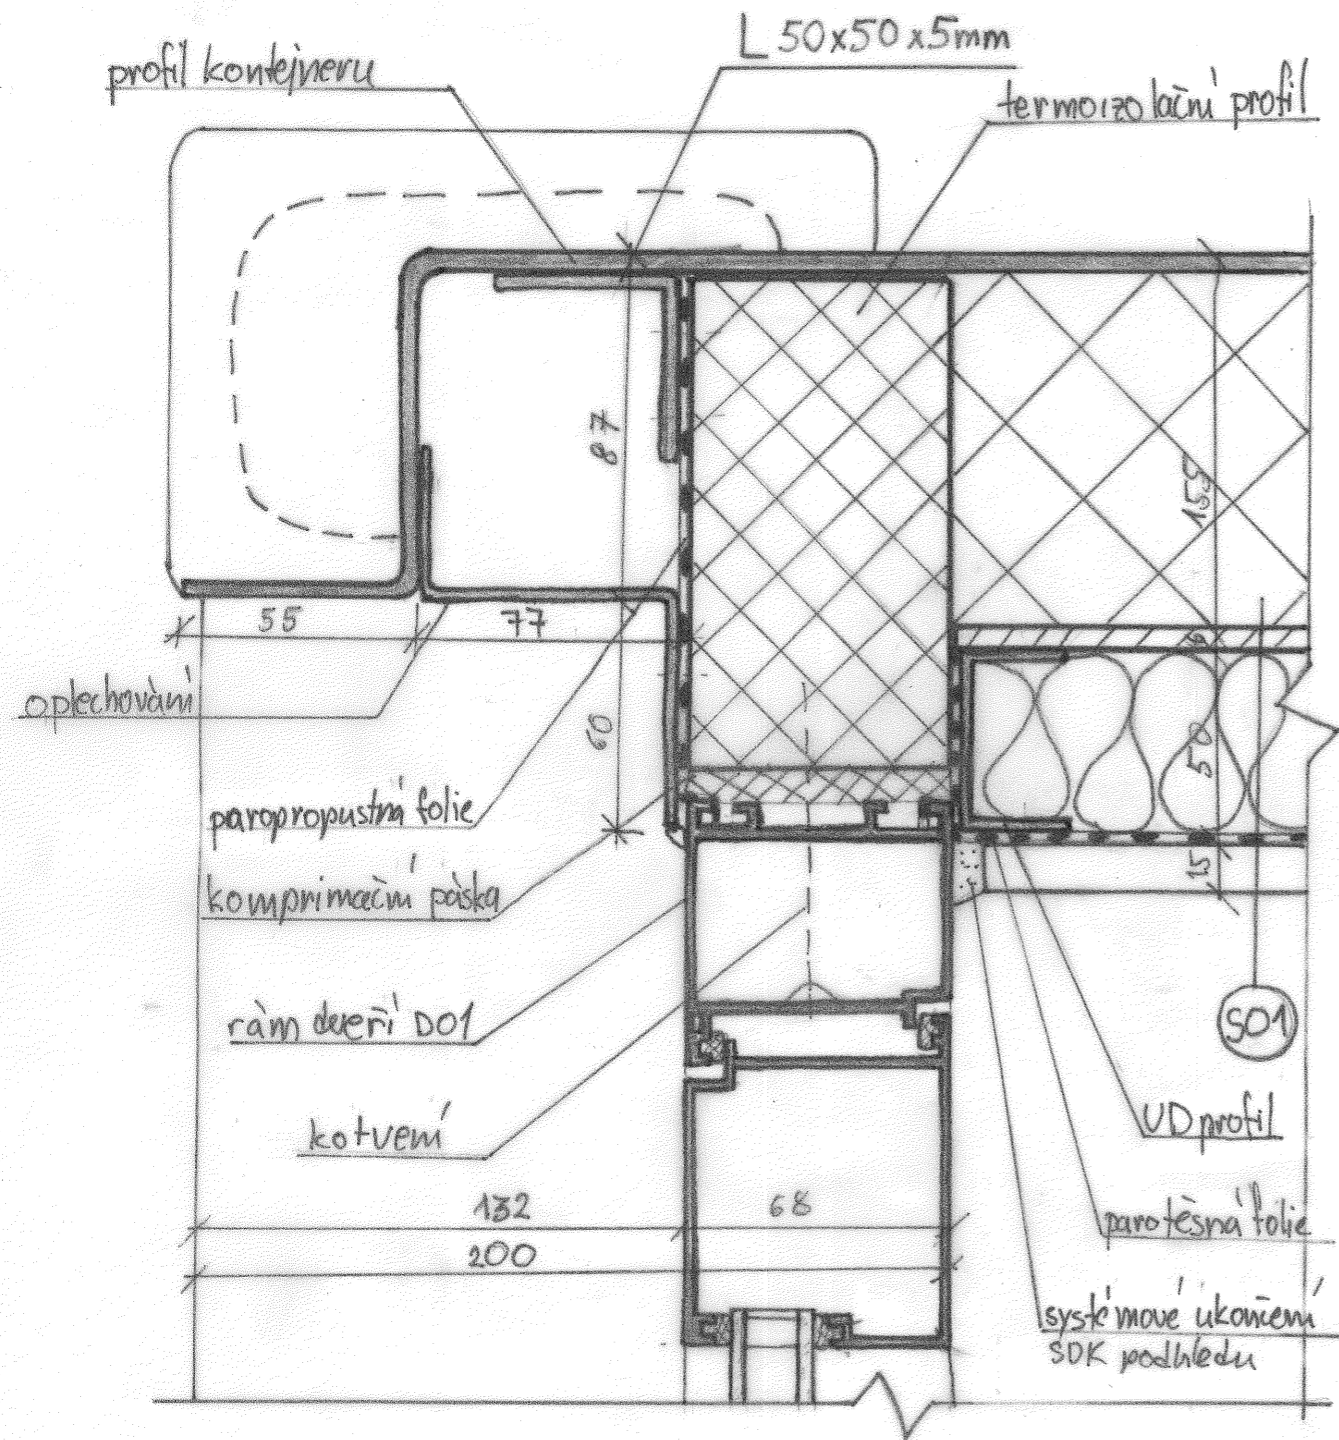 L 50x50x5mm
profil kontejneru
termoizolační profil
87
155
55
77
oplechování
60
50
paropropustná folie
15
komprimační páska
rám dveří D01
S01
kotvení
UD profil
132
68
parotěsná folie
200
systémové ukončení
SDK podhledu